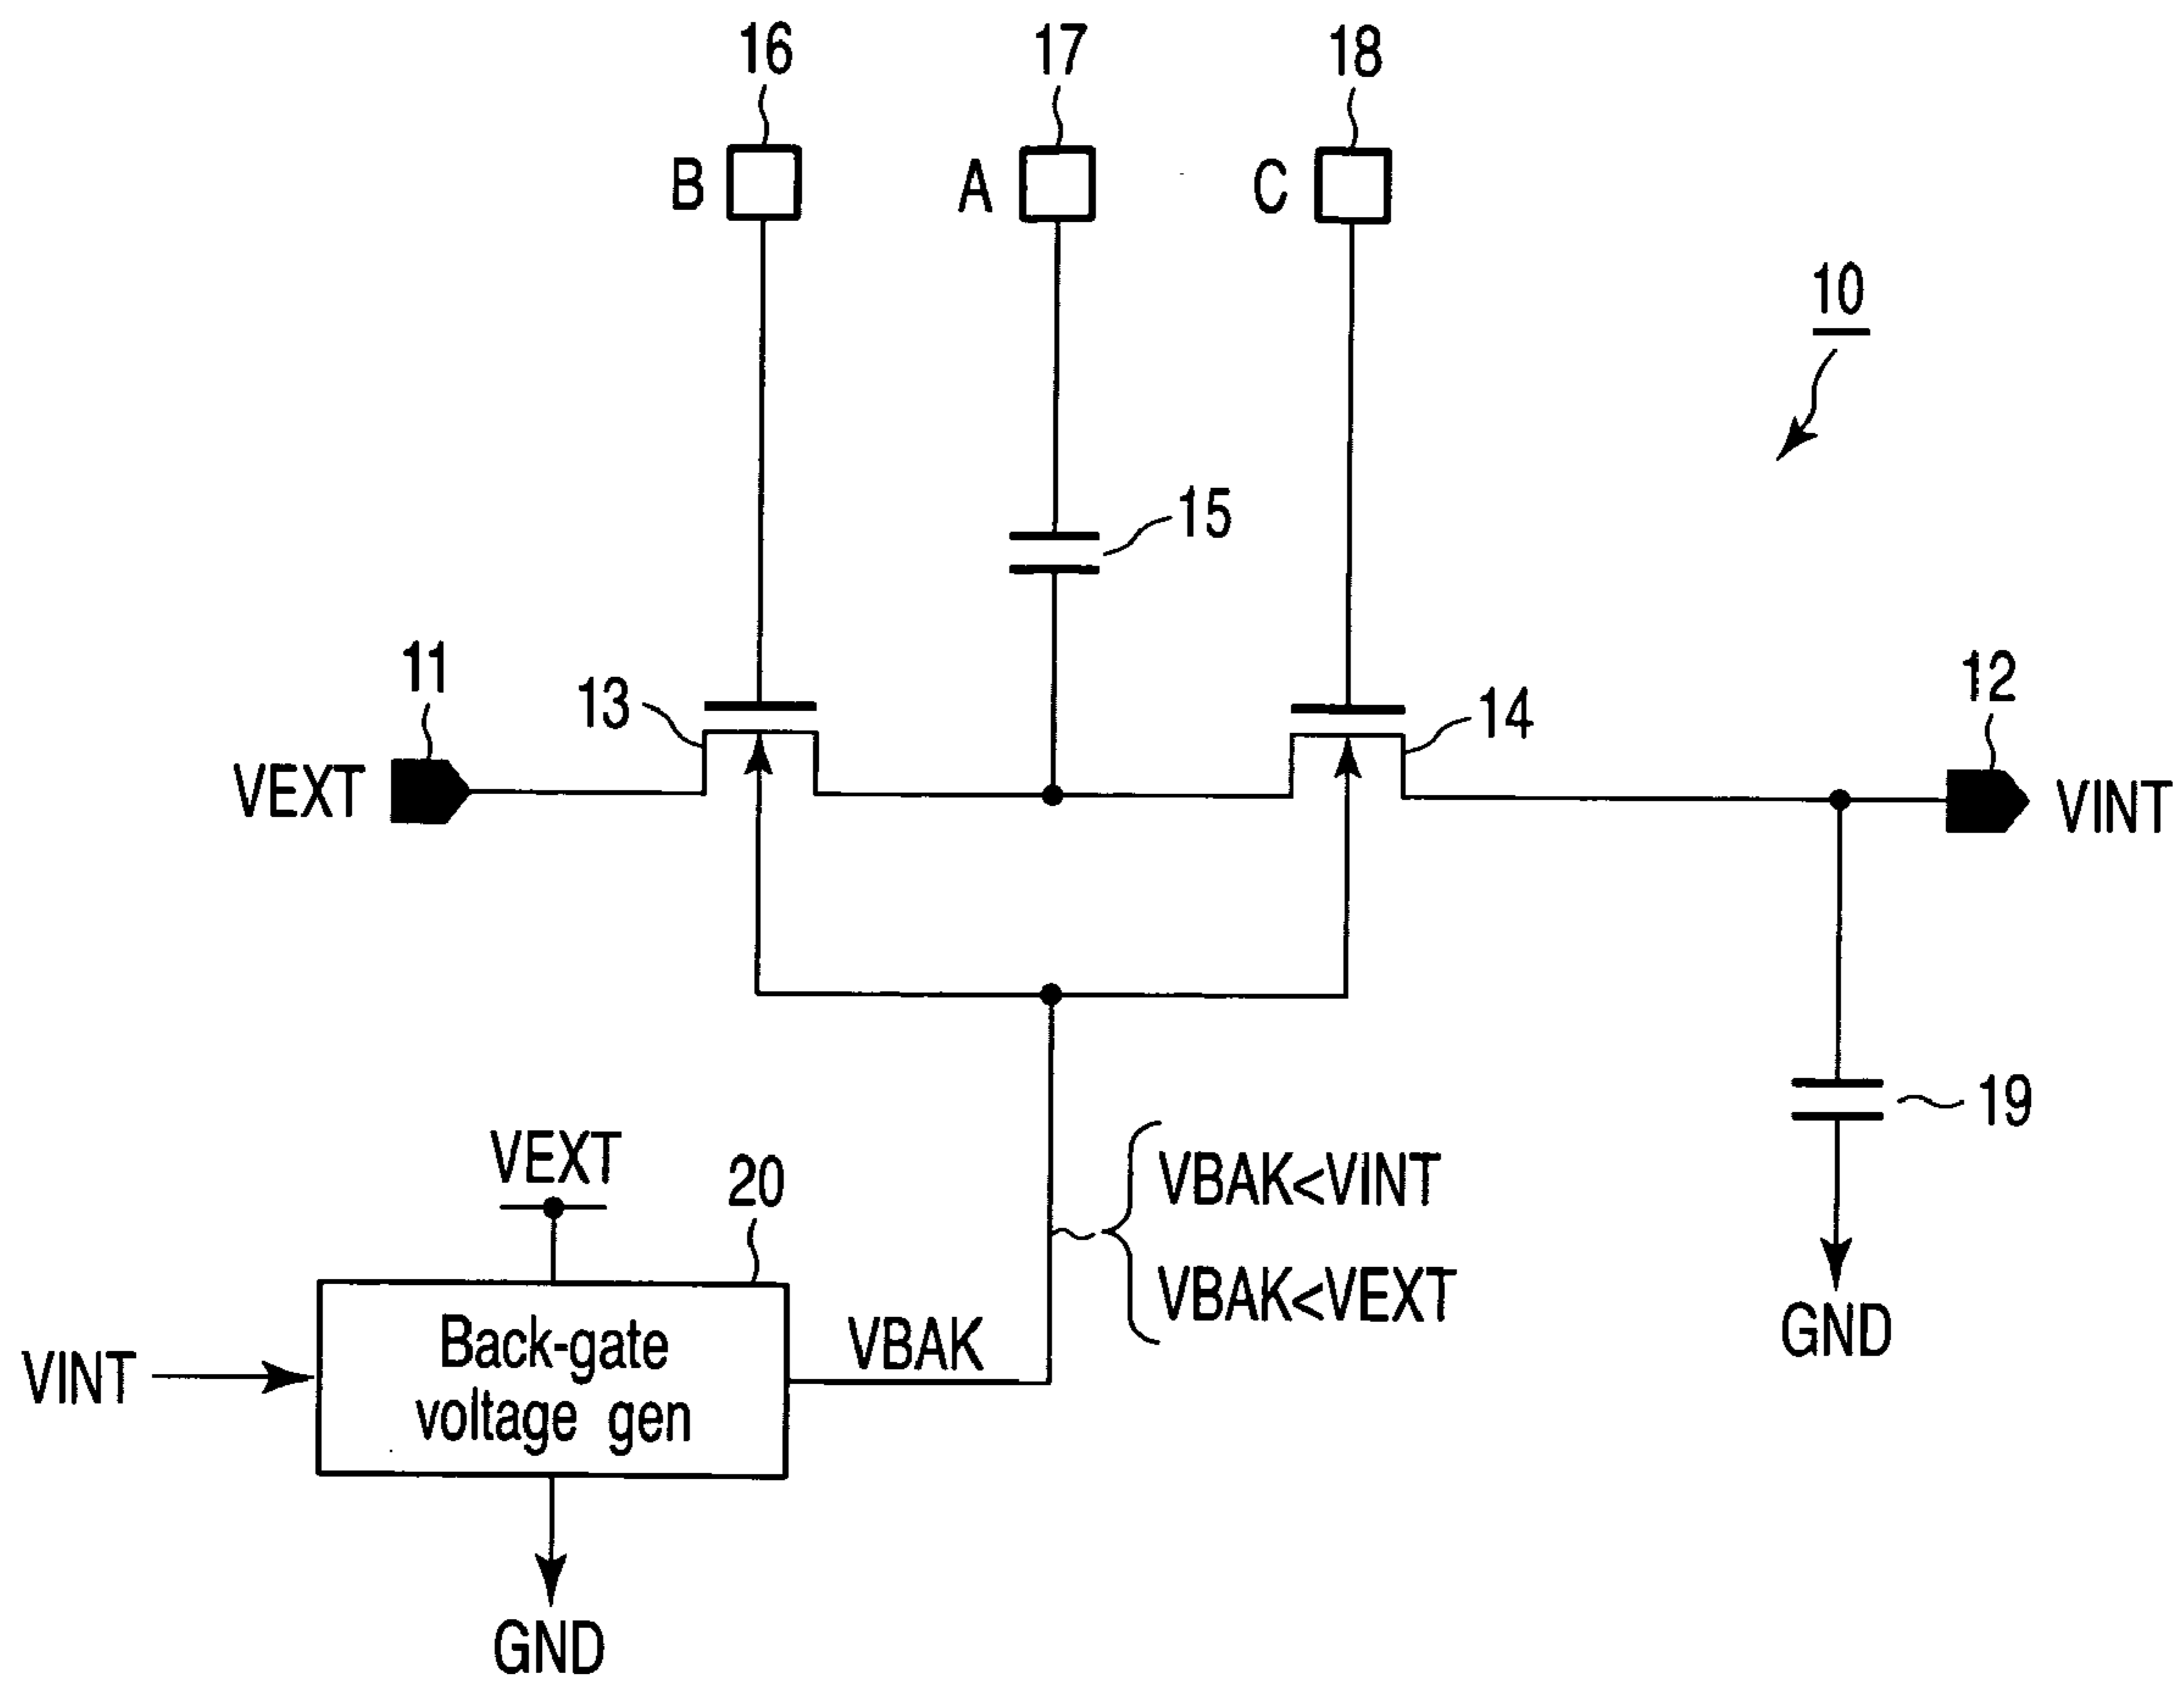 16
17
18
B
A
C
10
15
11
13
14
12
VEXT
VINT
VEXT
20
VBAK<VINT
19
VBAK<VEXT
Back-gate
voltage gen
VBAK
VINT
GND
GND